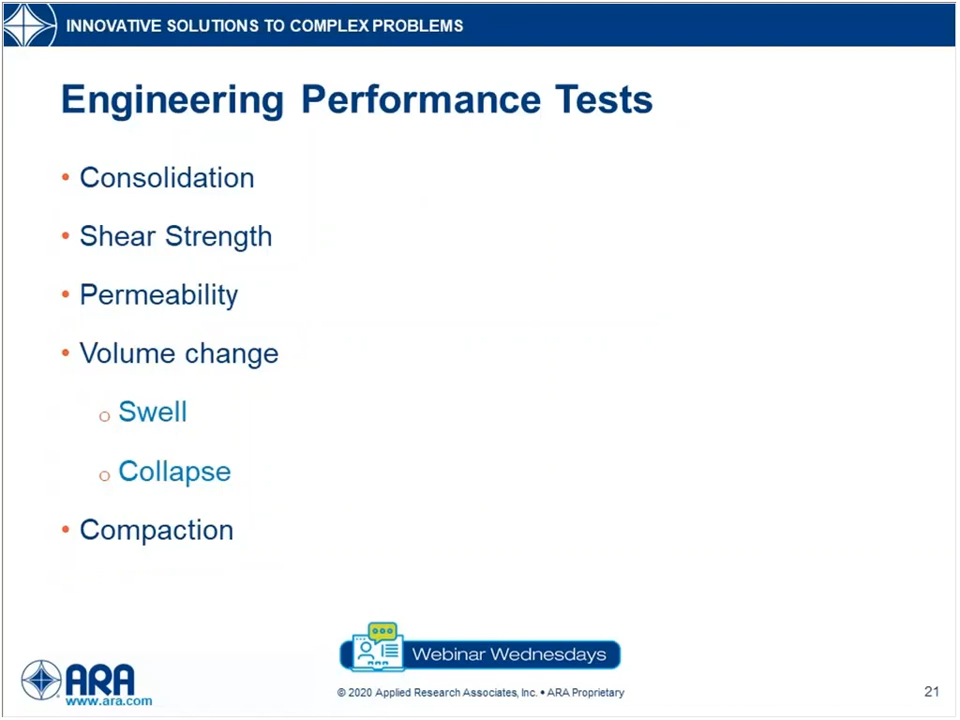 INNOVATIVE SOLUTIONS TO COMPLEX PROBLEMS
Engineering Performance Tests
• Consolidation
• Shear Strength
• Permeability
• Volume change
o Swell
o Collapse
• Compaction
Webinar Wednesdays
ARA
www.ara.com
© 2020 Applied Research Associates, Inc. • ARA Proprietary
21